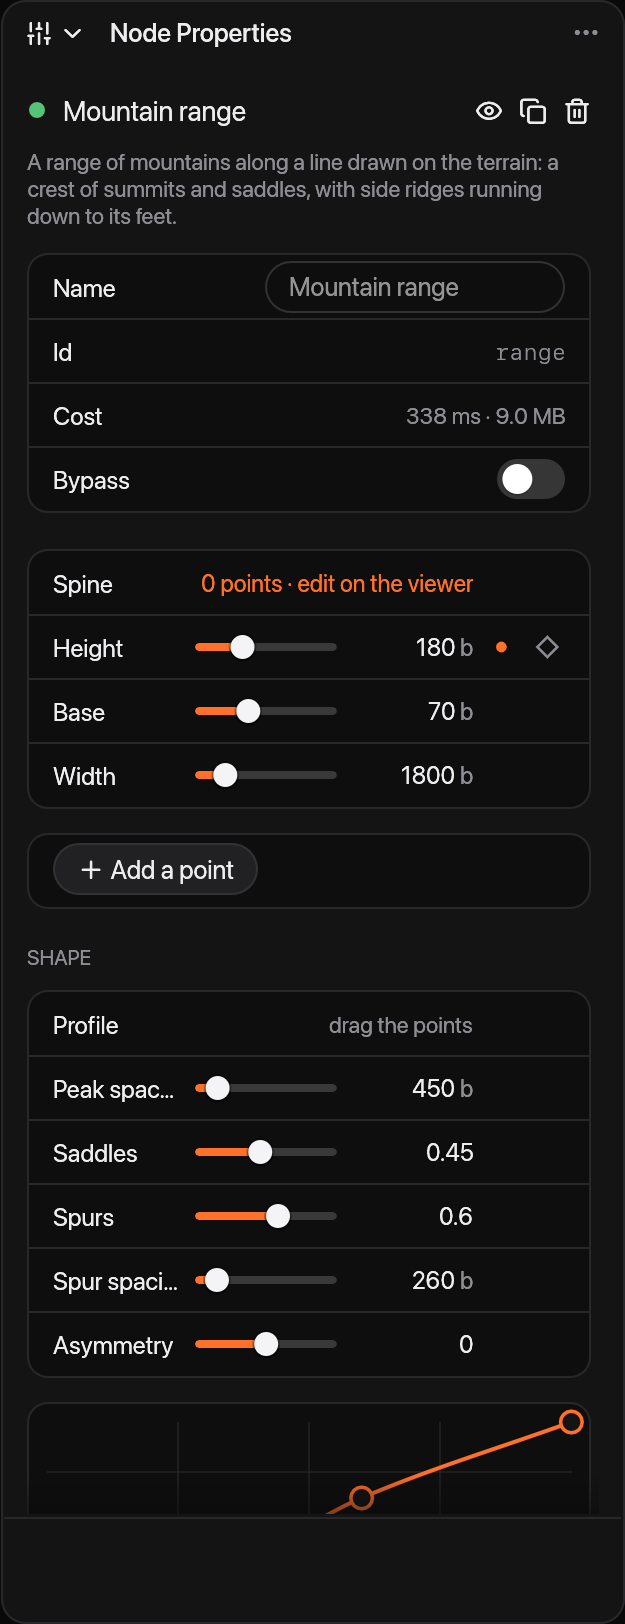 Node Properties
Mountain range
A range of mountains along a line drawn on the terrain: a
crest of summits and saddles, with side ridges running
down to its feet.
Name Mountain range
Id range
Cost 338 ms · 9.0 MB
Bypass
Spine 0 points · edit on the viewer
Height 180 b
Base 70 b
Width 1800 b
+ Add a point
SHAPE
Profile drag the points
Peak spac... 450 b
Saddles 0.45
Spurs 0.6
Spur spaci... 260 b
Asymmetry 0